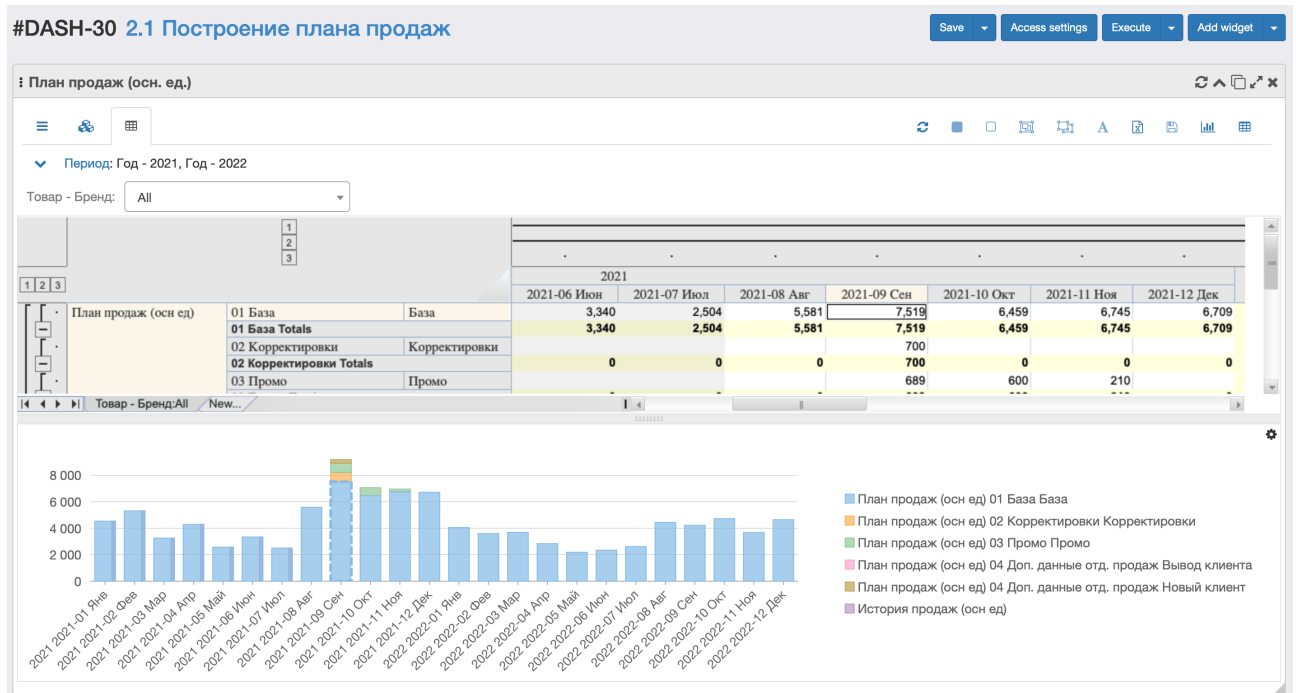 #DASH-30 2.1 Построение плана продаж Save Access settings Execute Add widget
План продаж (осн. ед.)
Период: Год - 2021, Год - 2022
Товар - Бренд: All
1
2
3
1 2 3
2021
2021-06 Июн 2021-07 Июл 2021-08 Авг 2021-09 Сен 2021-10 Окт 2021-11 Ноя 2021-12 Дек
План продаж (осн ед) 01 База База 3,340 2,504 5,581 7,519 6,459 6,745 6,709
01 База Totals 3,340 2,504 5,581 7,519 6,459 6,745 6,709
02 Корректировки Корректировки 700
02 Корректировки Totals 0 0 0 700 0 0 0
03 Промо Промо 689 600 210
Товар - Бренд:All New...
8 000
6 000
4 000
2 000
0
План продаж (осн ед) 01 База База
План продаж (осн ед) 02 Корректировки Корректировки
План продаж (осн ед) 03 Промо Промо
План продаж (осн ед) 04 Доп. данные отд. продаж Вывод клиента
План продаж (осн ед) 04 Доп. данные отд. продаж Новый клиент
История продаж (осн ед)
2021 2021-01 Янв
2021 2021-02 Фев
2021 2021-03 Мар
2021 2021-04 Апр
2021 2021-05 Май
2021 2021-06 Июн
2021 2021-07 Июл
2021 2021-08 Авг
2021 2021-09 Сен
2021 2021-10 Окт
2021 2021-11 Ноя
2021 2021-12 Дек
2022 2022-01 Янв
2022 2022-02 Фев
2022 2022-03 Мар
2022 2022-04 Апр
2022 2022-05 Май
2022 2022-06 Июн
2022 2022-07 Июл
2022 2022-08 Авг
2022 2022-09 Сен
2022 2022-10 Окт
2022 2022-11 Ноя
2022 2022-12 Дек